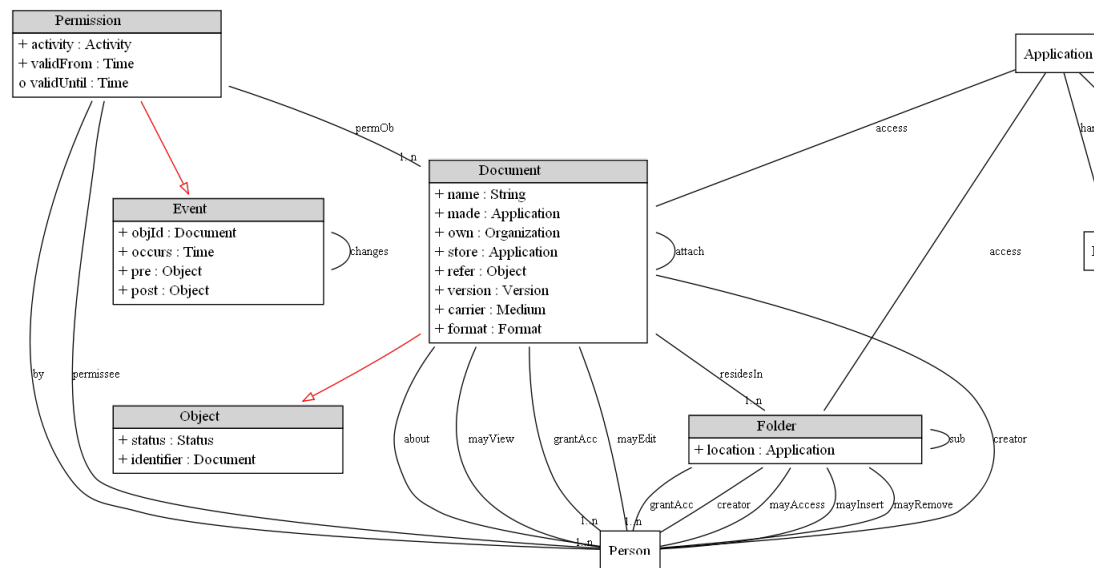 Permission
+ activity : Activity
+ validFrom : Time
o validUntil : Time
Application
permOb
1..n
access
har
Document
+ name : String
+ made : Application
+ own : Organization
+ store : Application
+ refer : Object
+ version : Version
+ carrier : Medium
+ format : Format
Event
+ objId : Document
+ occurs : Time
+ pre : Object
+ post : Object
changes
attach
access
by
permissee
residesIn
1..n
Object
+ status : Status
+ identifier : Document
about
mayView
grantAcc
mayEdit
Folder
+ location : Application
sub
creator
grantAcc
creator
mayAccess
mayInsert
mayRemove
1..n
1..n
1..n
Person